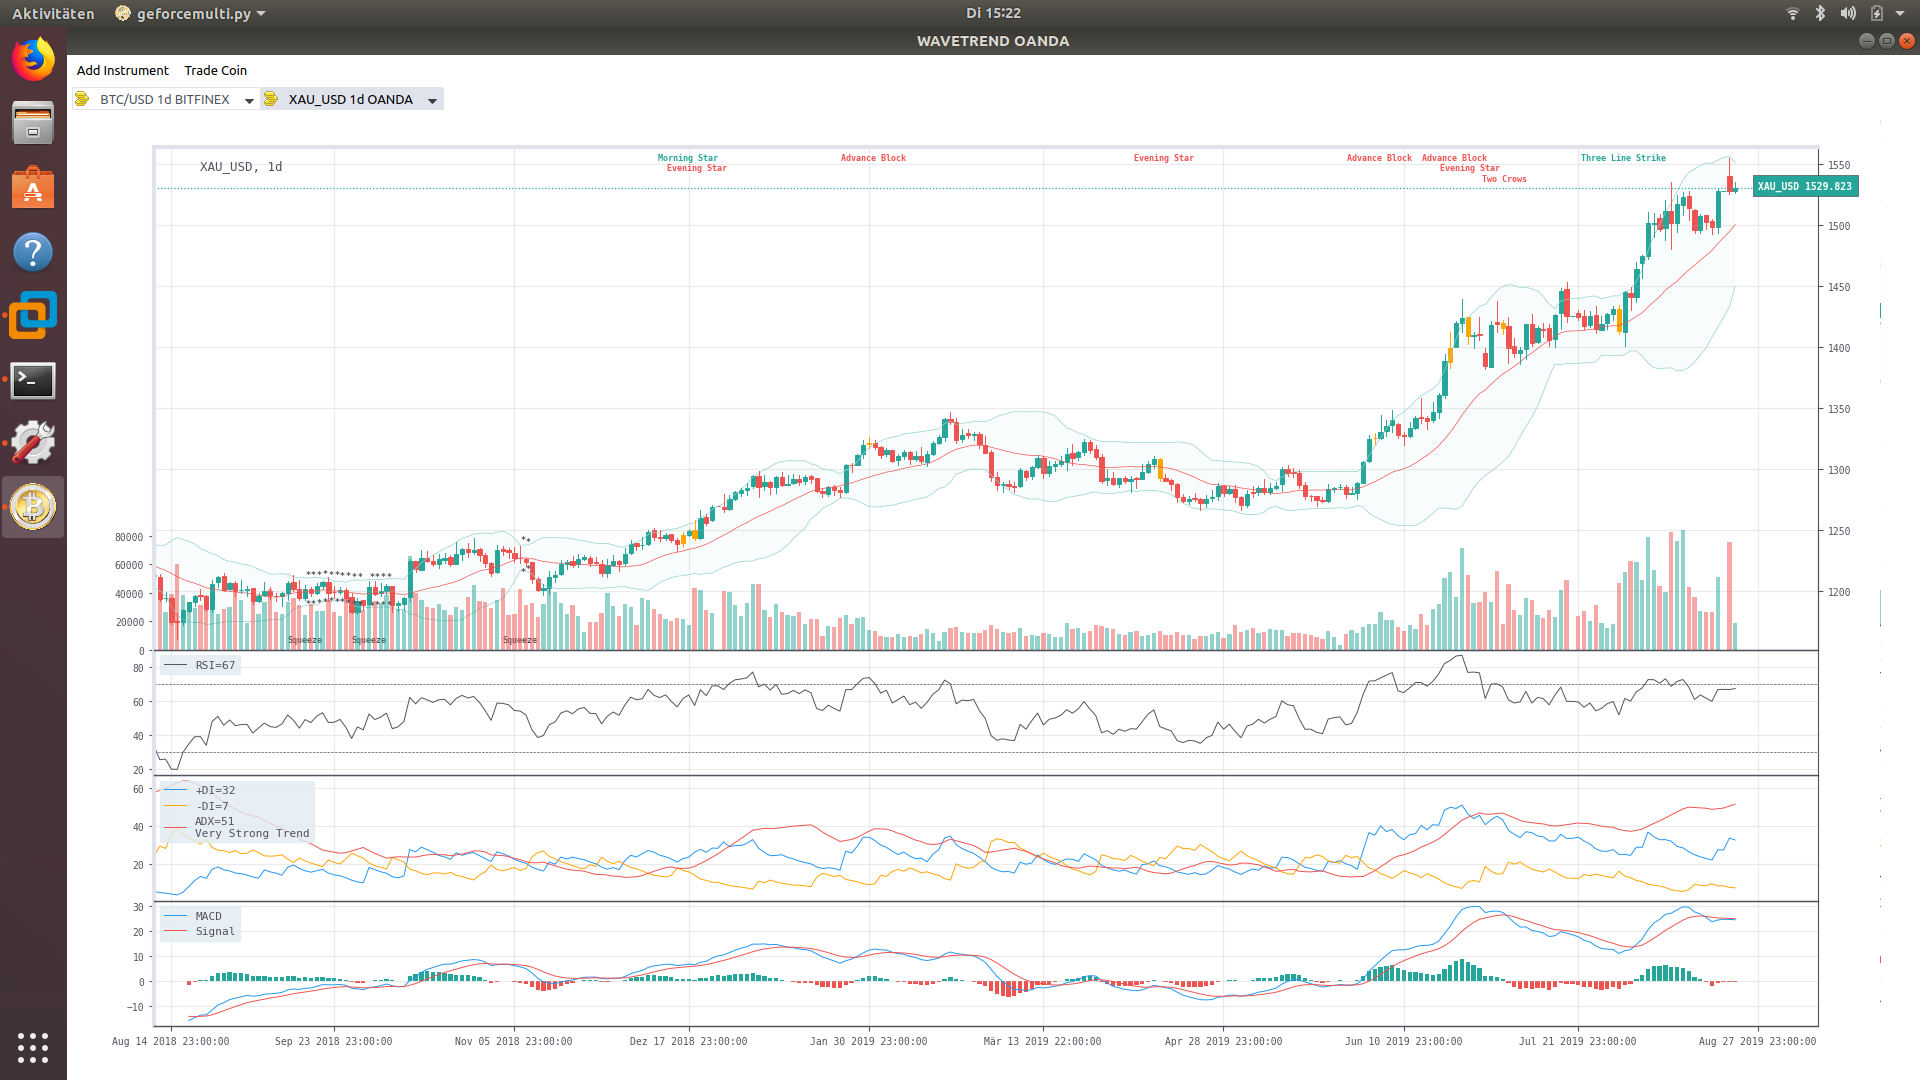 Aktivitäten geforcemulti.py Di 15:22
WAVETREND OANDA
Add Instrument Trade Coin
BTC/USD 1d BITFINEX XAU_USD 1d OANDA
XAU_USD, 1d
Morning Star Advance Block Evening Star Advance Block Advance Block Three Line Strike
Evening Star Evening Star
Two Crows
XAU_USD 1529.823
1550
1500
1450
1400
1350
1300
1250
1200
80000
60000
40000
20000
0
Squeeze Squeeze Squeeze
RSI=67
80
60
40
20
+DI=32
-DI=7
ADX=51
Very Strong Trend
60
40
20
MACD
Signal
30
20
10
0
−10
Aug 14 2018 23:00:00 Sep 23 2018 23:00:00 Nov 05 2018 23:00:00 Dez 17 2018 23:00:00 Jan 30 2019 23:00:00 Mär 13 2019 22:00:00 Apr 28 2019 23:00:00 Jun 10 2019 23:00:00 Jul 21 2019 23:00:00 Aug 27 2019 23:00:00